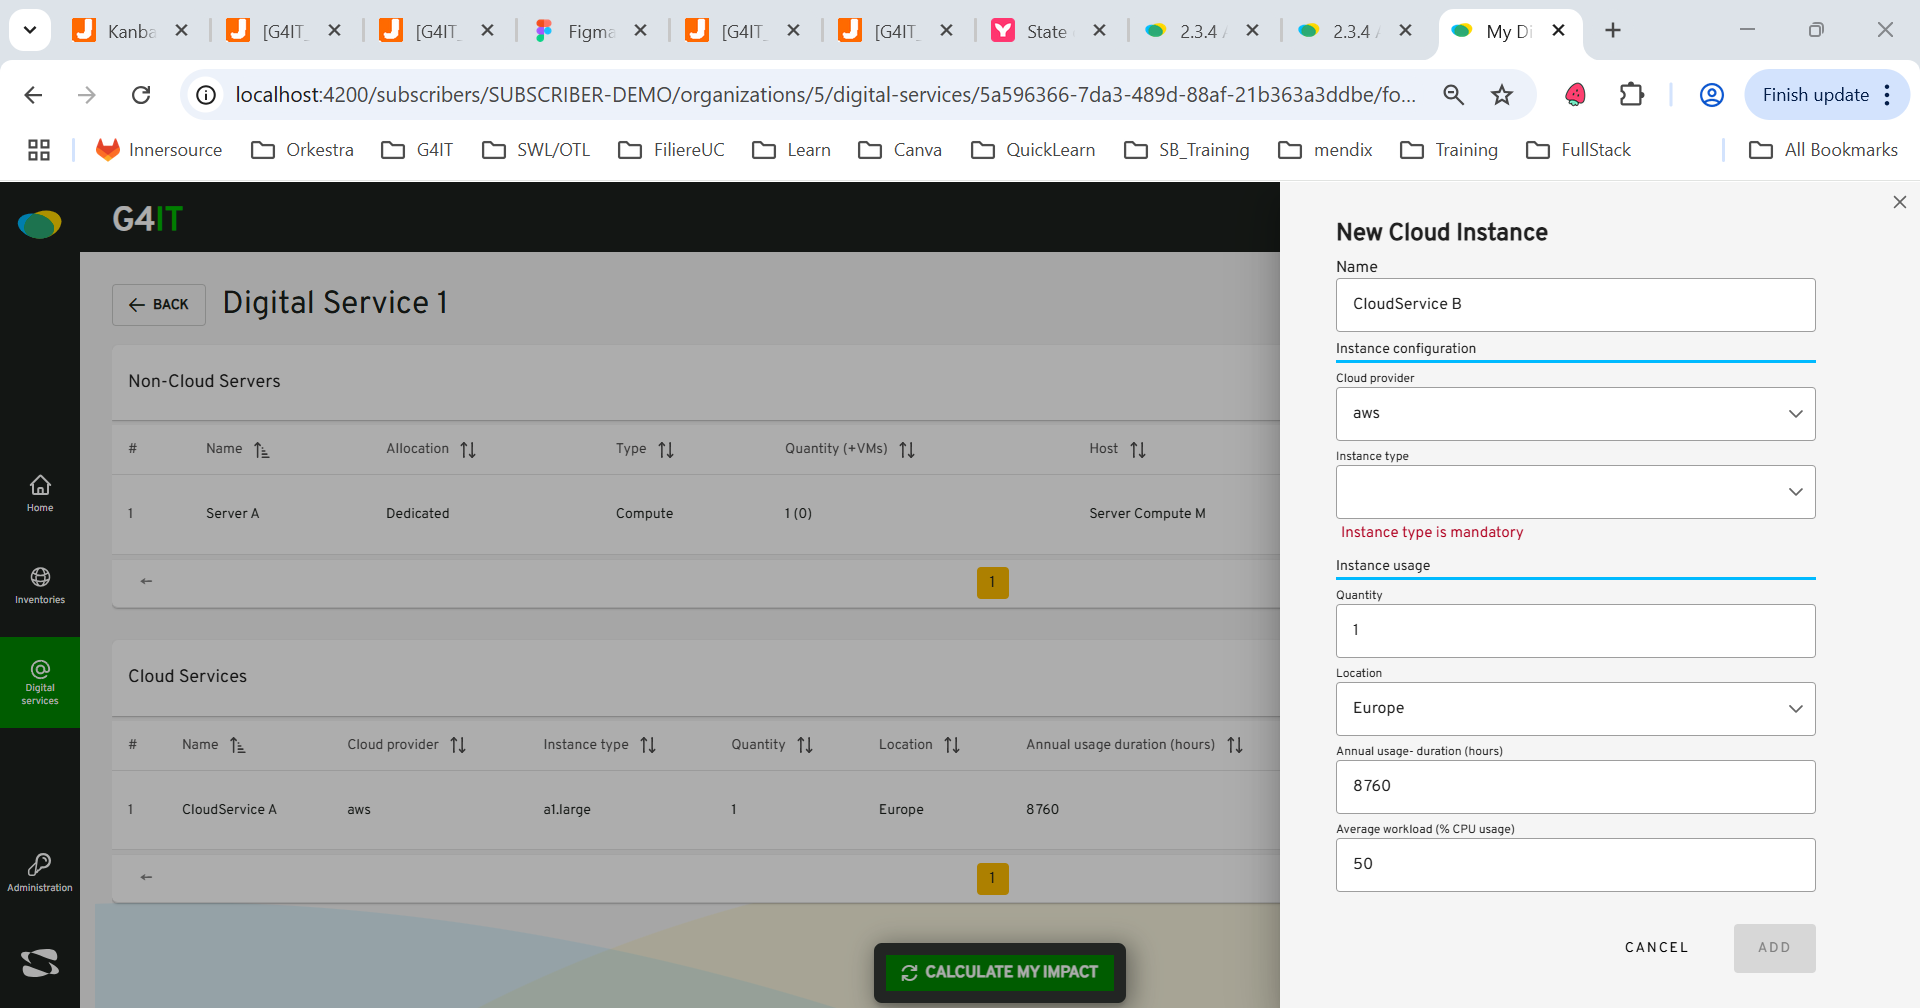 Kanba
[G4IT_
[G4IT_
Figma
[G4IT_
[G4IT_
State
2.3.4 A
2.3.4 A
My Di
localhost:4200/subscribers/SUBSCRIBER-DEMO/organizations/5/digital-services/5a596366-7da3-489d-88af-21b363a3ddbe/fo...
Finish update
Innersource
Orkestra
G4IT
SWL/OTL
FiliereUC
Learn
Canva
QuickLearn
SB_Training
mendix
Training
FullStack
All Bookmarks
G4IT
Home
Inventories
Digital
services
Administration
BACK
Digital Service 1
Non-Cloud Servers
# Name Allocation Type Quantity (+VMs) Host
1 Server A Dedicated Compute 1 (0) Server Compute M
1
Cloud Services
# Name Cloud provider Instance type Quantity Location Annual usage duration (hours)
1 CloudService A aws a1.large 1 Europe 8760
1
CALCULATE MY IMPACT
New Cloud Instance
Name
CloudService B
Instance configuration
Cloud provider
aws
Instance type
Instance type is mandatory
Instance usage
Quantity
1
Location
Europe
Annual usage- duration (hours)
8760
Average workload (% CPU usage)
50
CANCEL
ADD